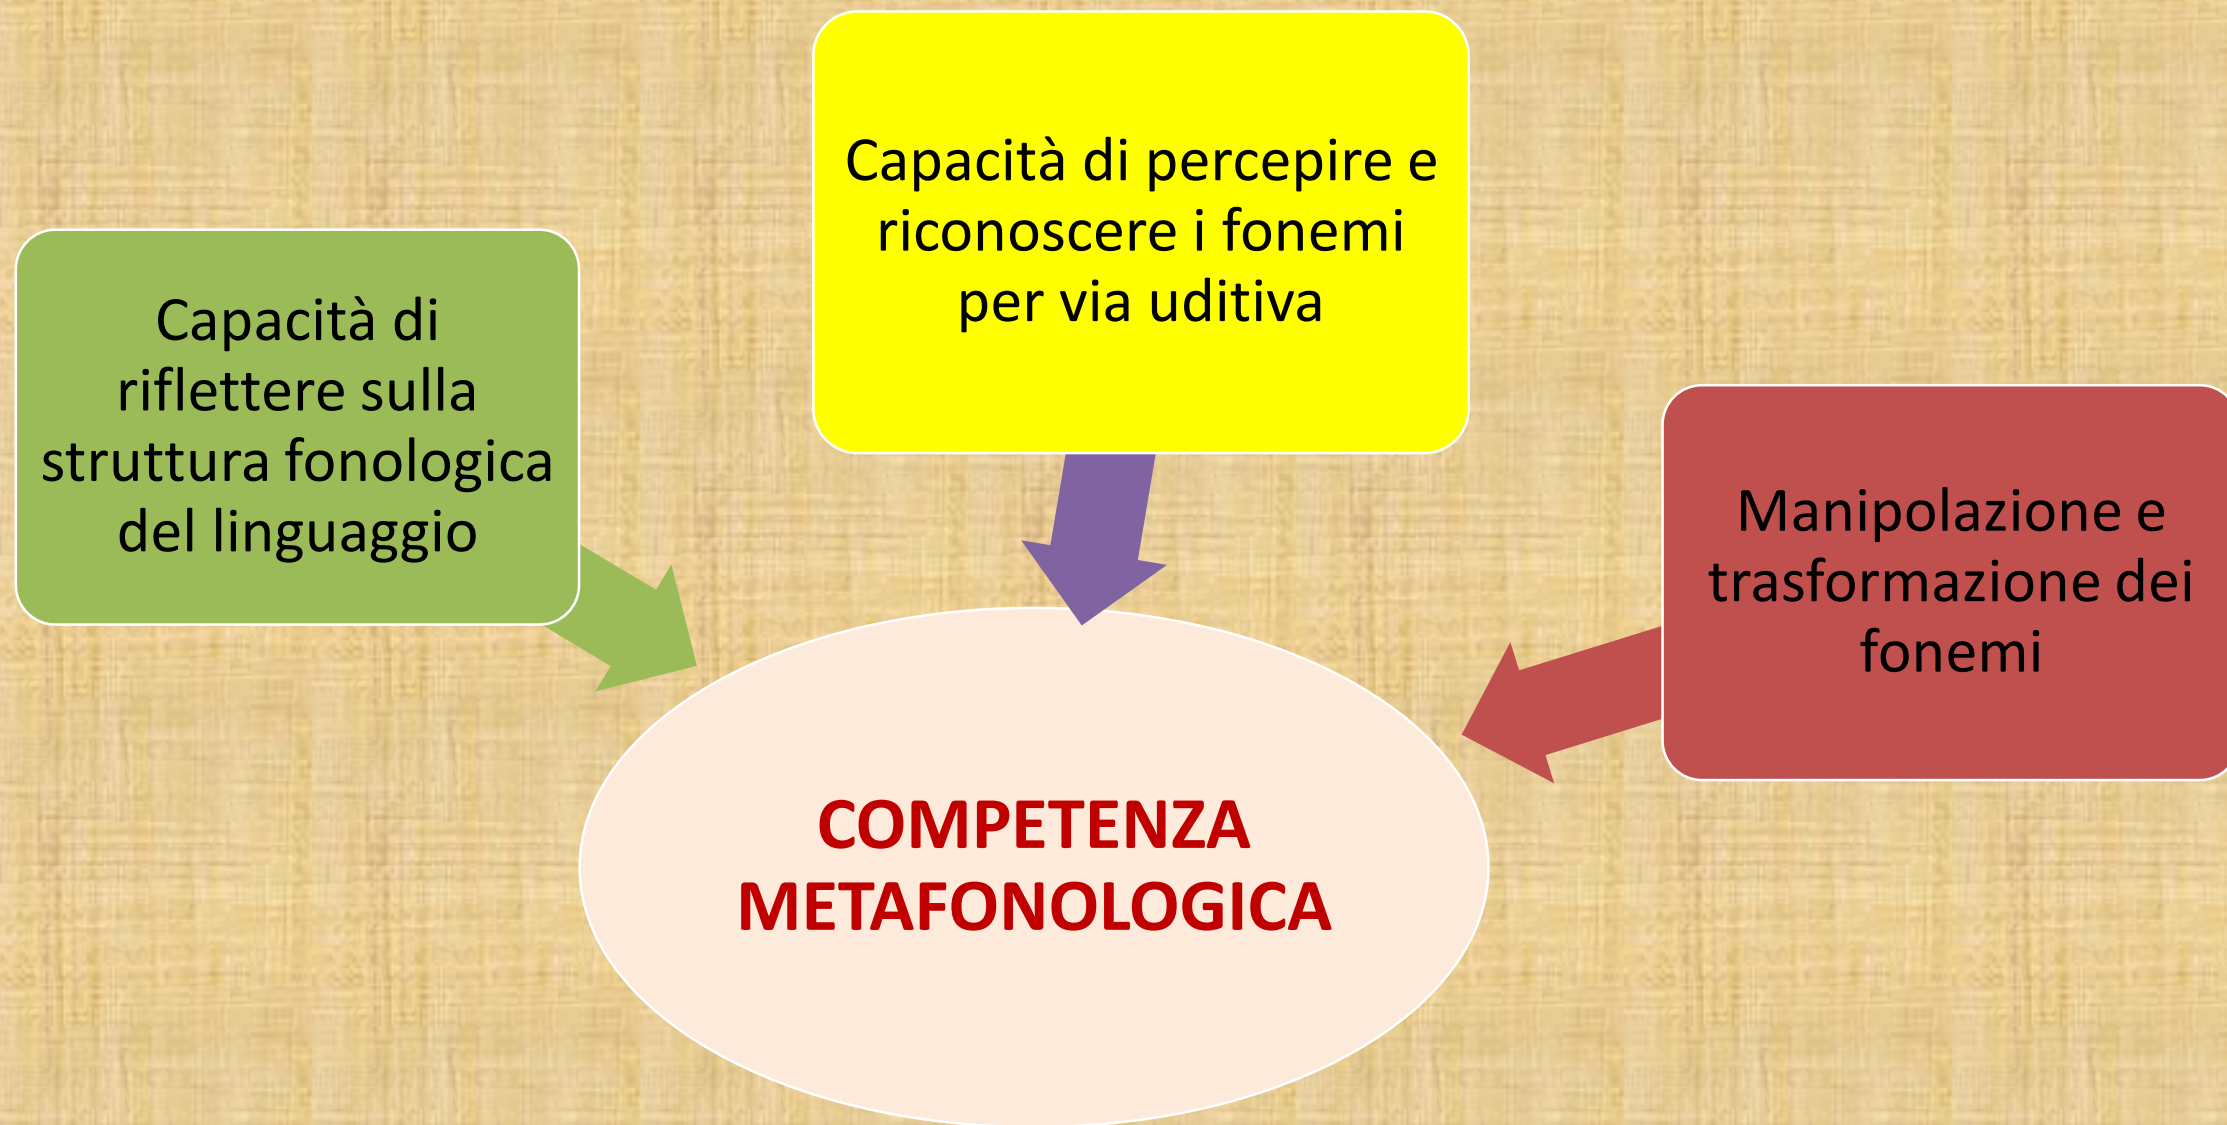 Capacità di
riflettere sulla
struttura fonologica
del linguaggio
Capacità di percepire e
riconoscere i fonemi
per via uditiva
Manipolazione e
trasformazione dei
fonemi
COMPETENZA
METAFONOLOGICA